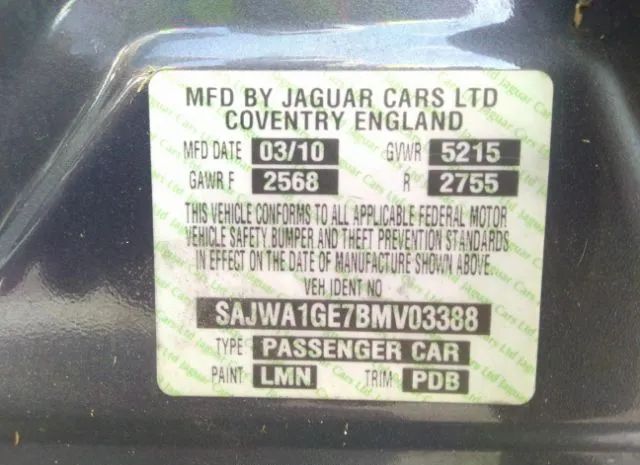 MFD BY JAGUAR CARS LTD
COVENTRY ENGLAND
MFD DATE 03/10 GVWR 5215
GAWR F 2568 R 2755
THIS VEHICLE CONFORMS TO ALL APPLICABLE FEDERAL MOTOR
VEHICLE SAFETY, BUMPER AND THEFT PREVENTION STANDARDS
IN EFFECT ON THE DATE OF MANUFACTURE SHOWN ABOVE.
VEH IDENT NO
SAJWA1GE7BMV03388
TYPE PASSENGER CAR
PAINT LMN TRIM PDB